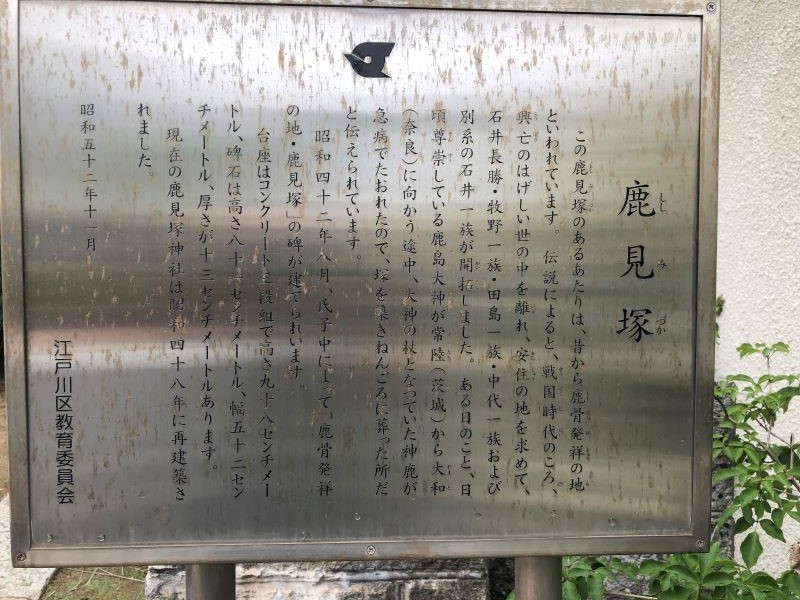 鹿見塚
この鹿見塚のあるあたりは、昔から鹿骨発祥の地
といわれています。伝説によると、戦国時代のころ、
興亡のはげしい世の中を離れ、安住の地を求めて、
石井長勝・牧野一族・田島一族・中代一族および
別系の石井一族が開拓しました。ある日のこと、日
頃尊崇している鹿島大神が常陸(茨城)から大和
(奈良)に向かう途中、大神の杖となっていた神鹿が
急病でたおれたので、塚を築きねんごろに葬った所だ
と伝えられています。
昭和四十二年八月、氏子中によって「鹿骨発祥
の地・鹿見塚」の碑が建てられいます。
台座はコンクリート三段組で高さ九十八センチメー
トル、碑石は高さ八十一センチメートル、幅五十二セン
チメートル、厚さが十三センチメートルあります。
現在の鹿見塚神社は昭和四十八年に再建築さ
れました。
昭和五十二年十一月
江戸川区教育委員会